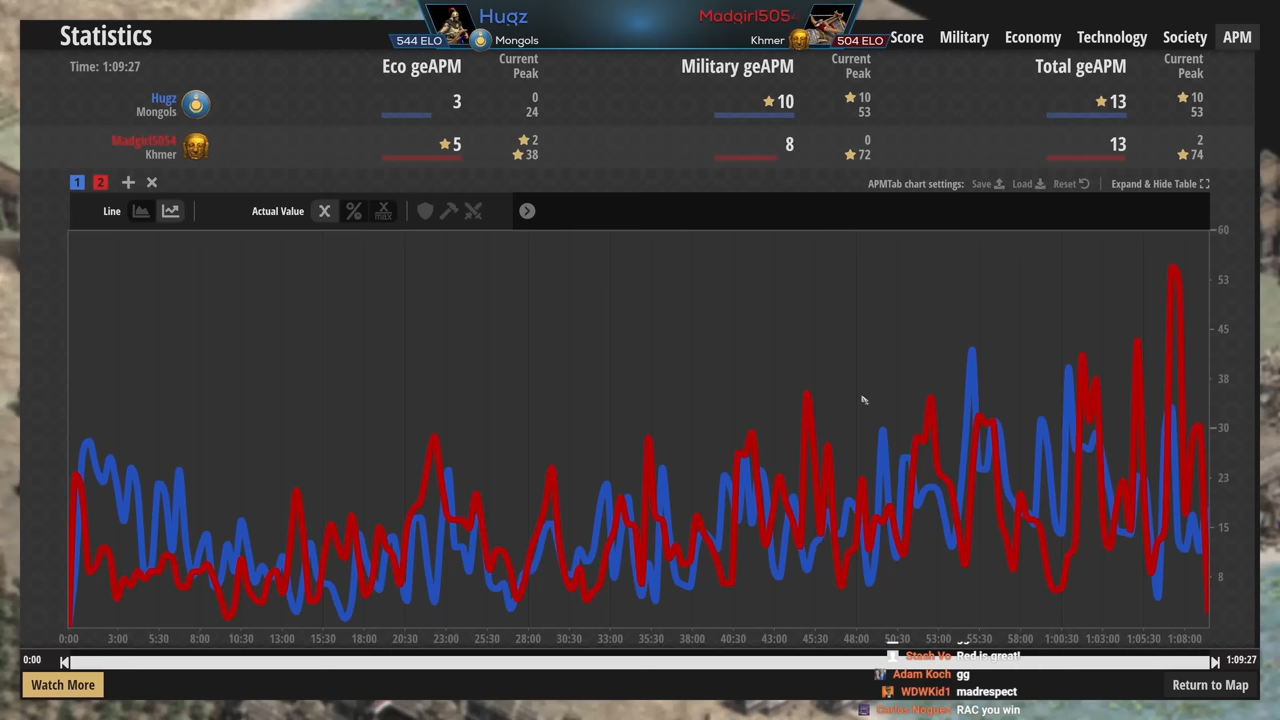 Statistics
Hugz
Madgirl505
544 ELO
Mongols
Khmer
504 ELO
Score
Military
Economy
Technology
Society
APM
Time: 1:09:27
Eco geAPM
Current
Peak
Military geAPM
Current
Peak
Total geAPM
Current
Peak
Hugz
Mongols
3
0
24
10
10
53
13
10
53
Madgirl5054
Khmer
5
2
38
8
0
72
13
2
74
1
2
APMTab chart settings:
Save
Load
Reset
Expand & Hide Table
Line
Actual Value
X
%
X
max
60
53
45
38
30
23
15
8
0:00
3:00
5:30
8:00
10:30
13:00
15:30
18:00
20:30
23:00
25:30
28:00
30:30
33:00
35:30
38:00
40:30
43:00
45:30
48:00
50:30
53:00
55:30
58:00
1:00:30
1:03:00
1:05:30
1:08:00
0:00
1:09:27
Stash Vo Red is great!
Adam Koch gg
WDWKid1 madrespect
RAC you win
Watch More
Return to Map